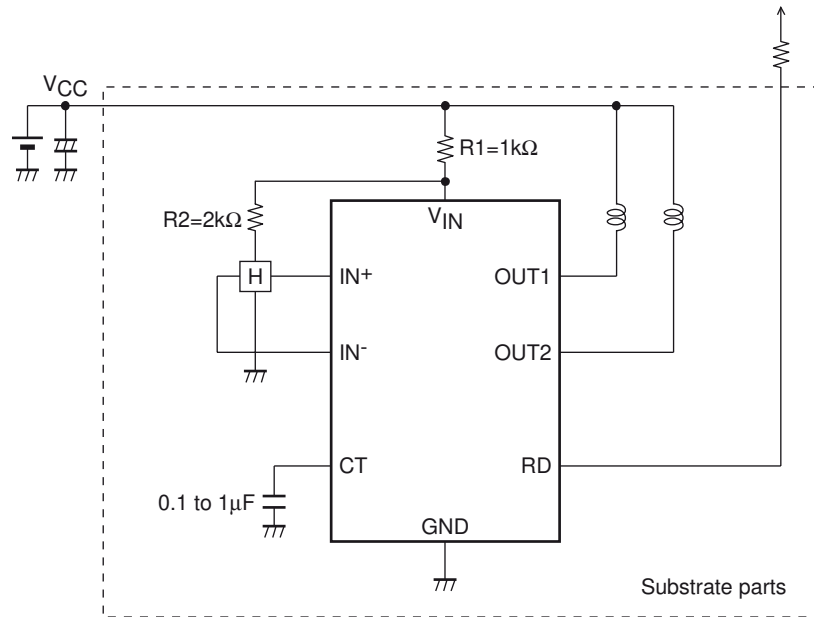 VCC
R1=1kΩ
R2=2kΩ
VIN
H
IN+
OUT1
IN-
OUT2
CT
RD
0.1 to 1μF
GND
Substrate parts